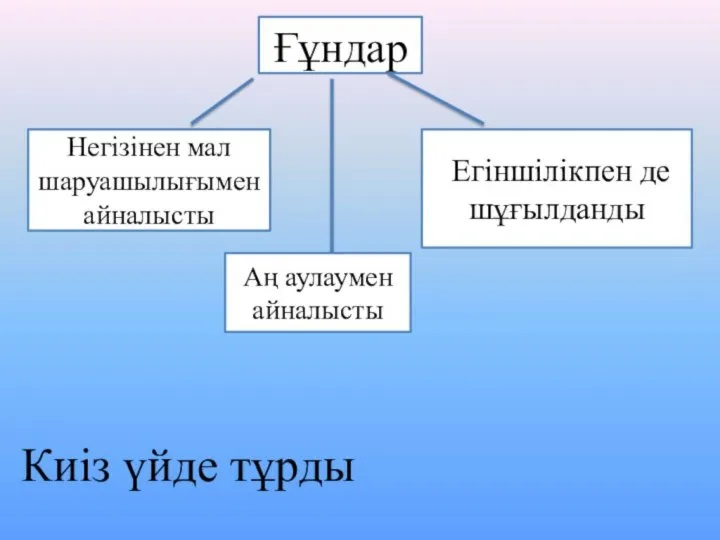 Ғұндар
Негізінен мал
шаруашылығымен
айналысты
Егіншілікпен де
шұғылданды
Аң аулаумен
айналысты
Киіз үйде тұрды